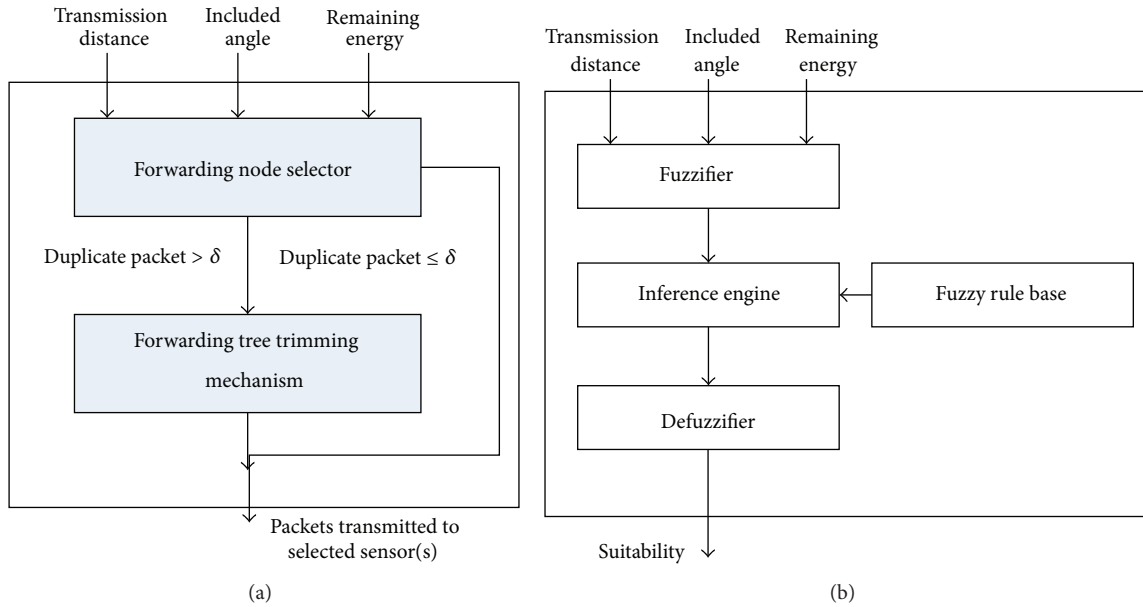 Transmission
distance
Included
angle
Remaining
energy
Forwarding node selector
Duplicate packet > δ
Duplicate packet ≤ δ
Forwarding tree trimming
mechanism
Packets transmitted to
selected sensor(s)
(a)
Transmission
distance
Included
angle
Remaining
energy
Fuzzifier
Inference engine
Fuzzy rule base
Defuzzifier
Suitability
(b)